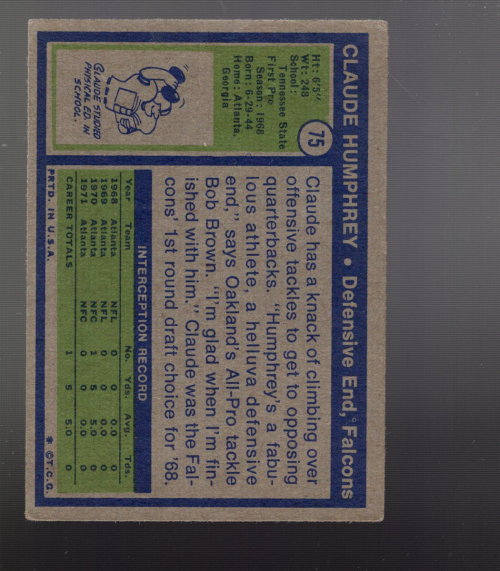 CLAUDE HUMPHREY • Defensive End, Falcons
75
Ht: 6'5"
Wt: 248
School:
Tennessee State
First Pro
Season: 1968
Born: 6-29-44
Home: Atlanta,
Georgia
CLAUDE STUDIED
PHYSICAL ED. IN
SCHOOL.
Claude has a knack of climbing over
offensive tackles to get to opposing
quarterbacks. "Humphrey's a fabu-
lous athlete, a helluva defensive
end," says Oakland's All-Pro tackle
Bob Brown. "I'm glad when I'm fin-
ished with him." Claude was the Fal-
cons' 1st round draft choice for '68.
INTERCEPTION RECORD
Year Team No. Yds. Avg. Tds.
1968 Atlanta NFL 0 0 0.0 0
1969 Atlanta NFL 0 0 0.0 0
1970 Atlanta NFC 1 5 5.0 0
1971 Atlanta NFC 0 0 0.0 0
CAREER TOTALS 1 5 5.0 0
PRTD. IN U.S.A.
* ©T.C.G.